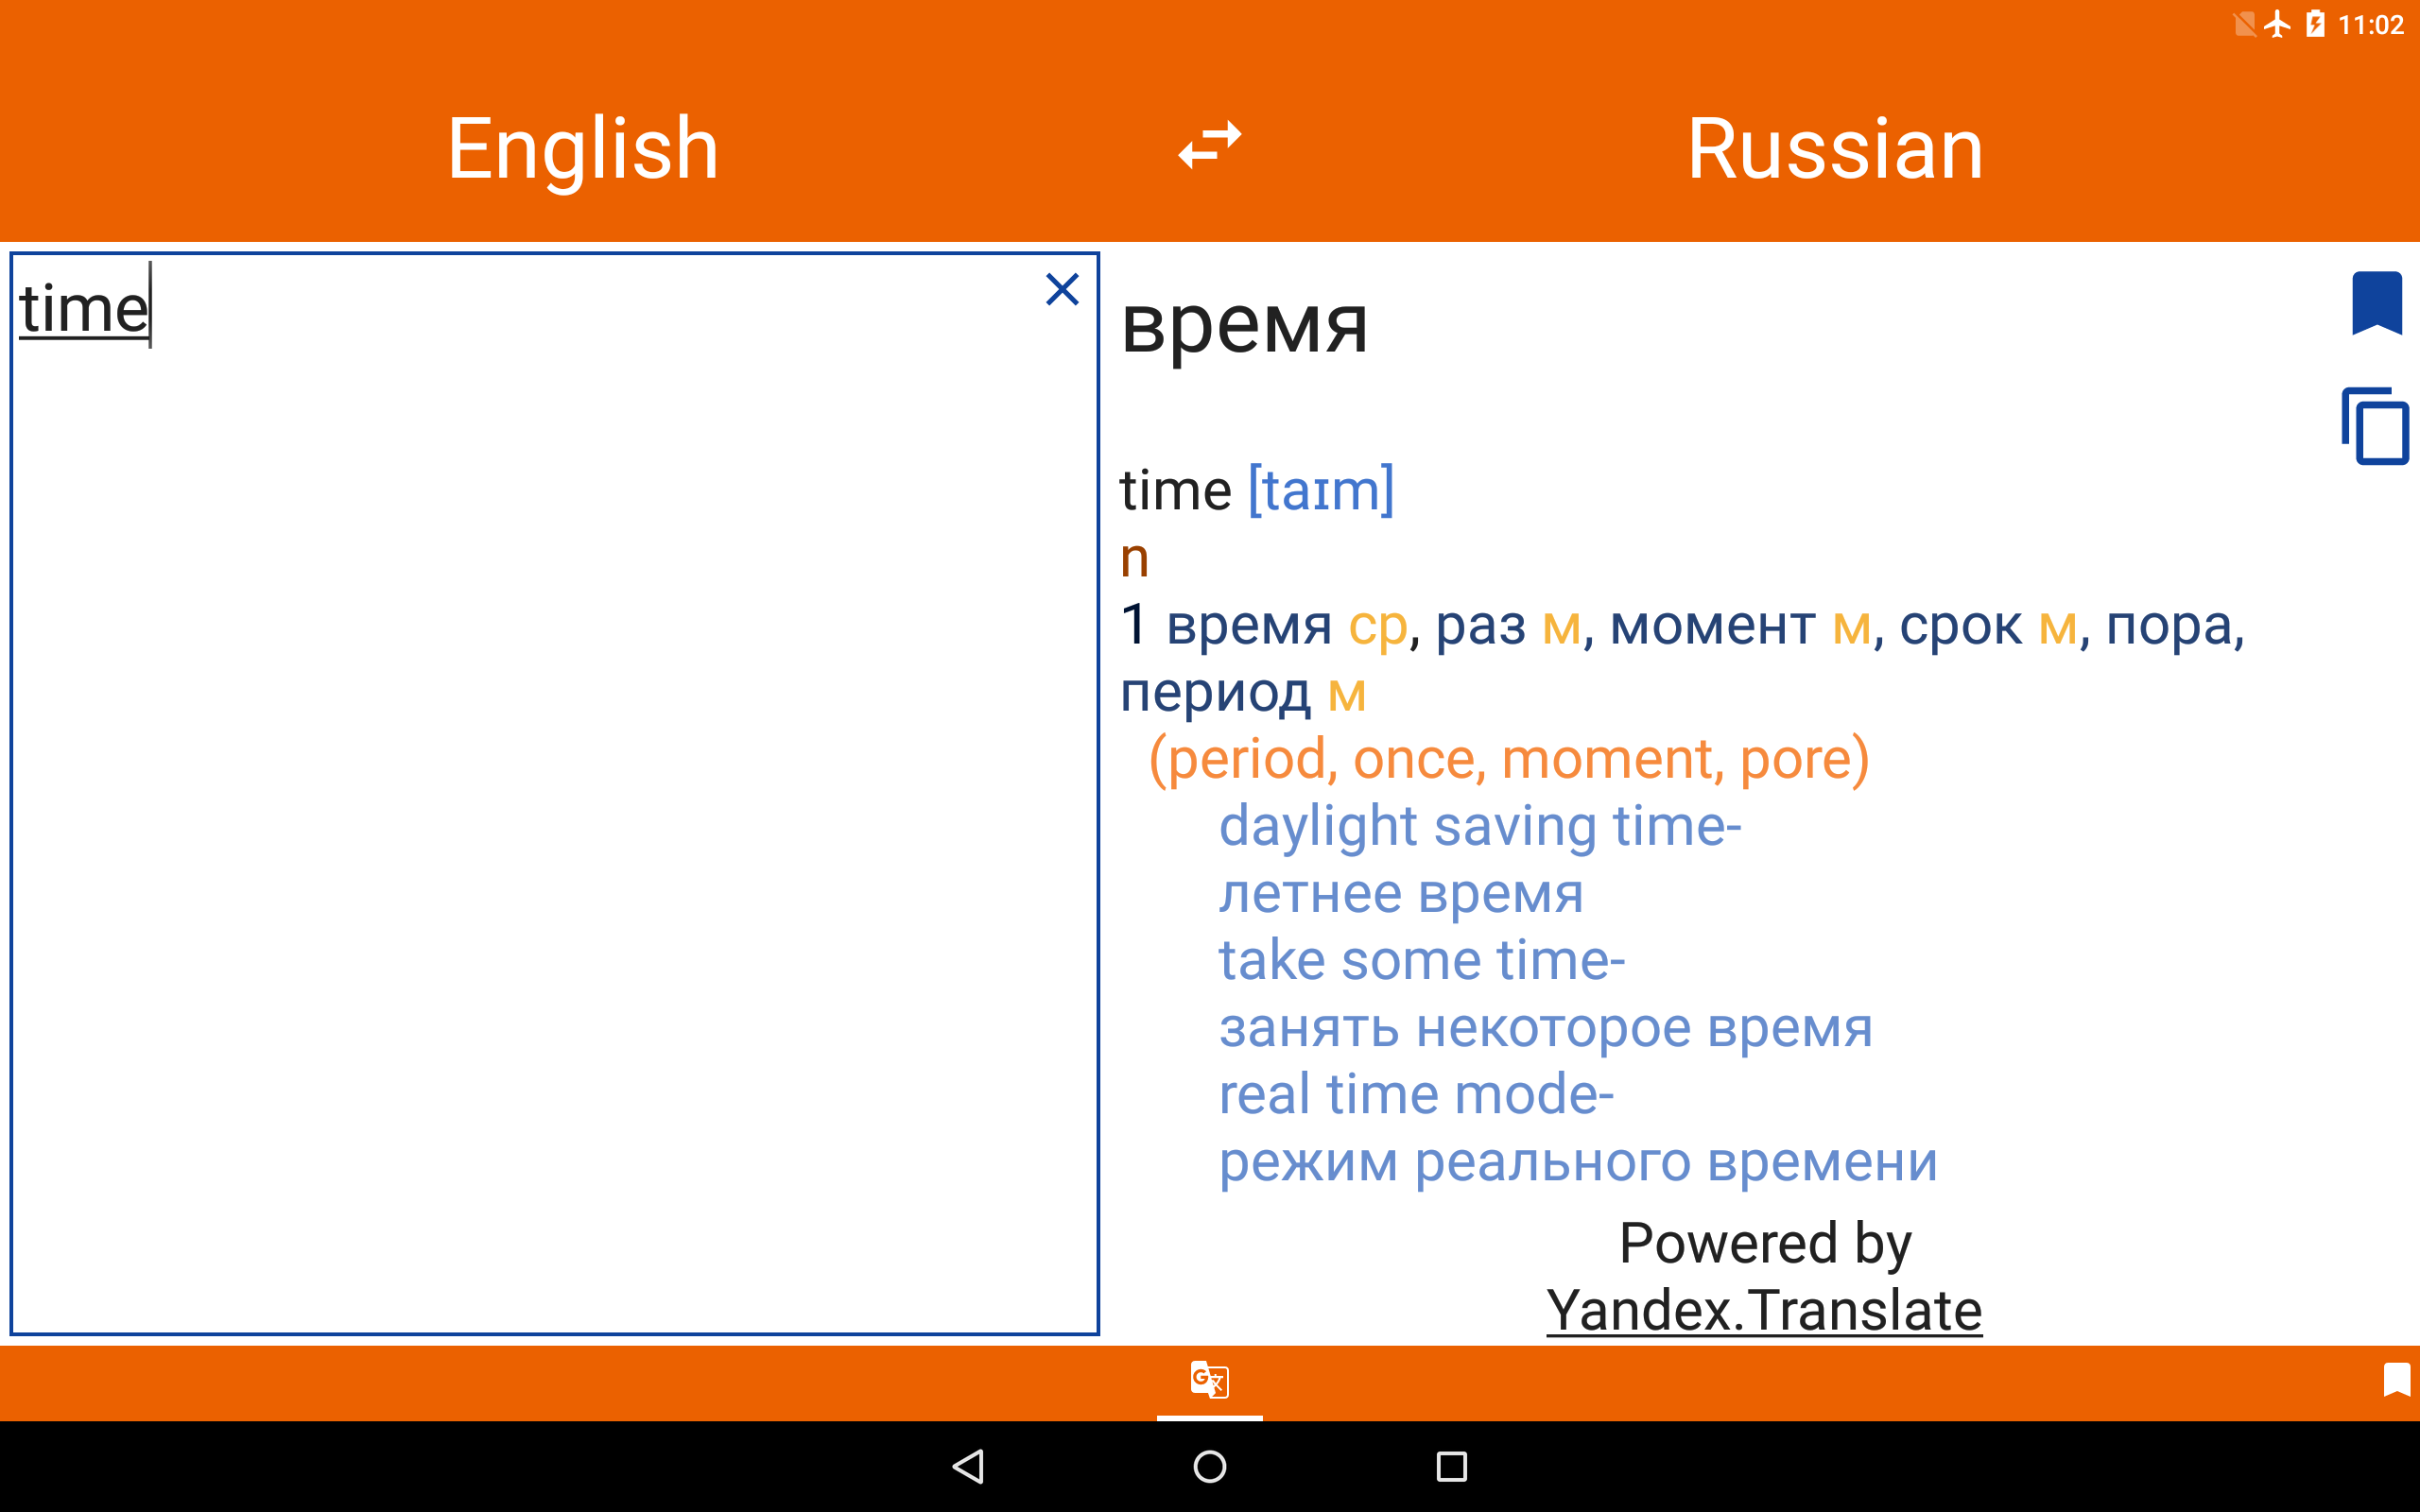 11:02
English
Russian
time
время
time [taɪm]
n
1 время ср, раз м, момент м, срок м, пора,
период м
(period, once, moment, pore)
daylight saving time-
летнее время
take some time-
занять некоторое время
real time mode-
режим реального времени
Powered by
Yandex.Translate